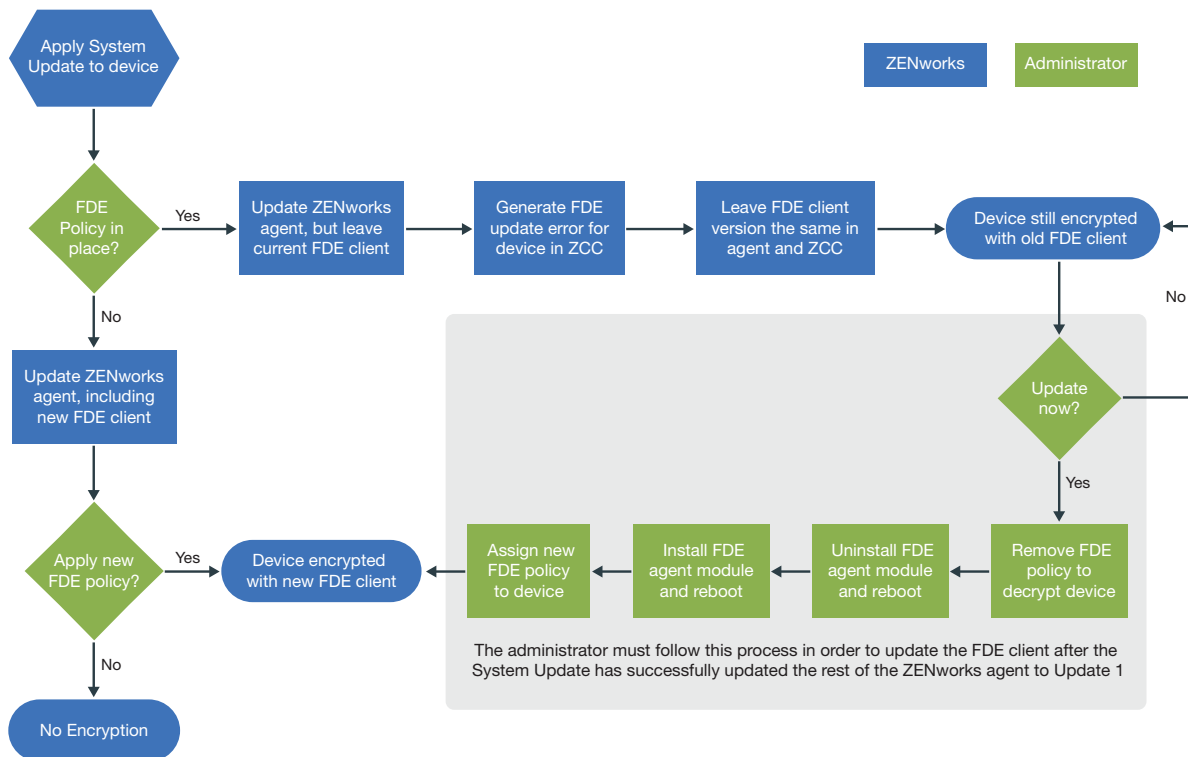 Apply System
Update to device
ZENworks
Administrator
FDE
Policy in
place?
Yes
Update ZENworks
agent, but leave
current FDE client
Generate FDE
update error for
device in ZCC
Leave FDE client
version the same in
agent and ZCC
Device still encrypted
with old FDE client
No
No
Update ZENworks
agent, including
new FDE client
Update
now?
Yes
Apply new
FDE policy?
Yes
Device encrypted
with new FDE client
Assign new
FDE policy
to device
Install FDE
agent module
and reboot
Uninstall FDE
agent module
and reboot
Remove FDE
policy to
decrypt device
The administrator must follow this process in order to update the FDE client after the
System Update has successfully updated the rest of the ZENworks agent to Update 1
No
No Encryption